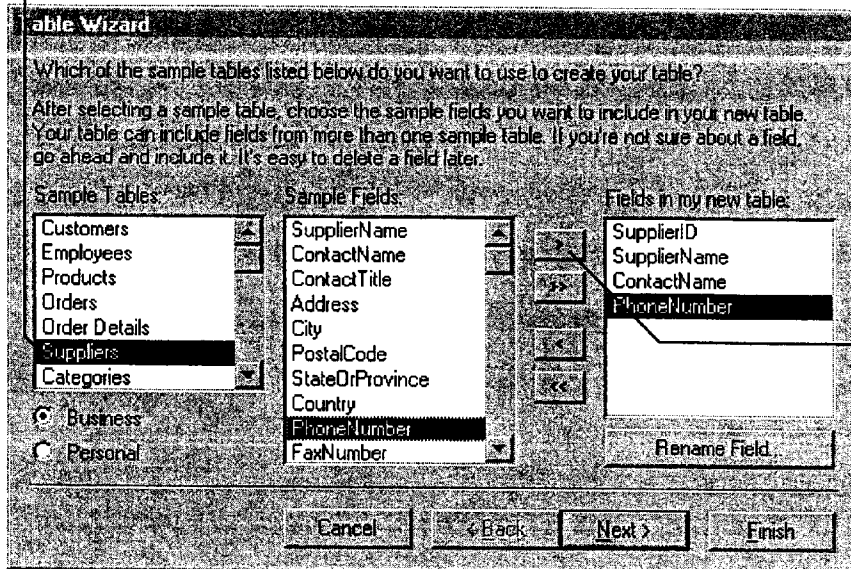 able Wizard
Which of the sample tables listed below do you want to use to create your table?
After selecting a sample table, choose the sample fields you want to include in your new table.
Your table can include fields from more than one sample table. If you're not sure about a field,
go ahead and include it. It's easy to delete a field later.
Sample Tables:
Customers
Employees
Products
Orders
Order Details
Suppliers
Categories
Business
Personal
Sample Fields:
SupplierName
ContactName
ContactTitle
Address
City
PostalCode
StateOrProvince
Country
PhoneNumber
FaxNumber
>
>>
<
<<
Fields in my new table:
SupplierID
SupplierName
ContactName
PhoneNumber
Rename Field...
Cancel
< Back
Next >
Finish